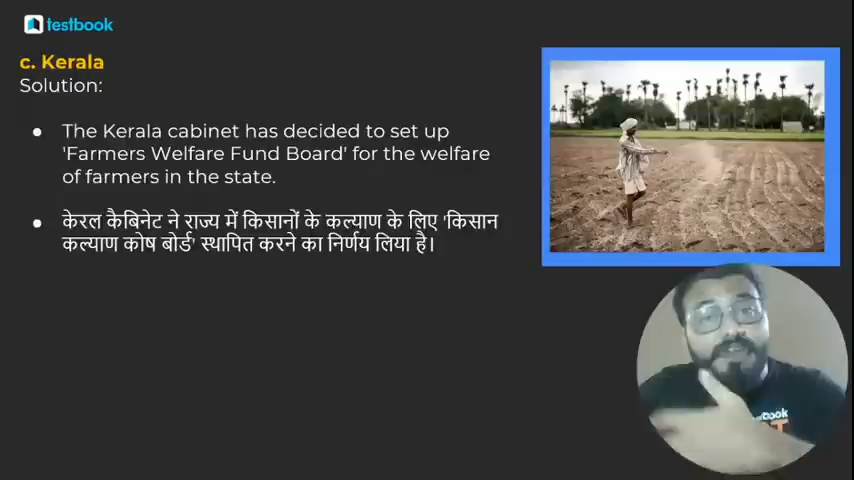 testbook
c. Kerala
Solution:
● The Kerala cabinet has decided to set up
'Farmers Welfare Fund Board' for the welfare
of farmers in the state.
● केरल कैबिनेट ने राज्य में किसानों के कल्याण के लिए 'किसान
कल्याण कोष बोर्ड' स्थापित करने का निर्णय लिया है।